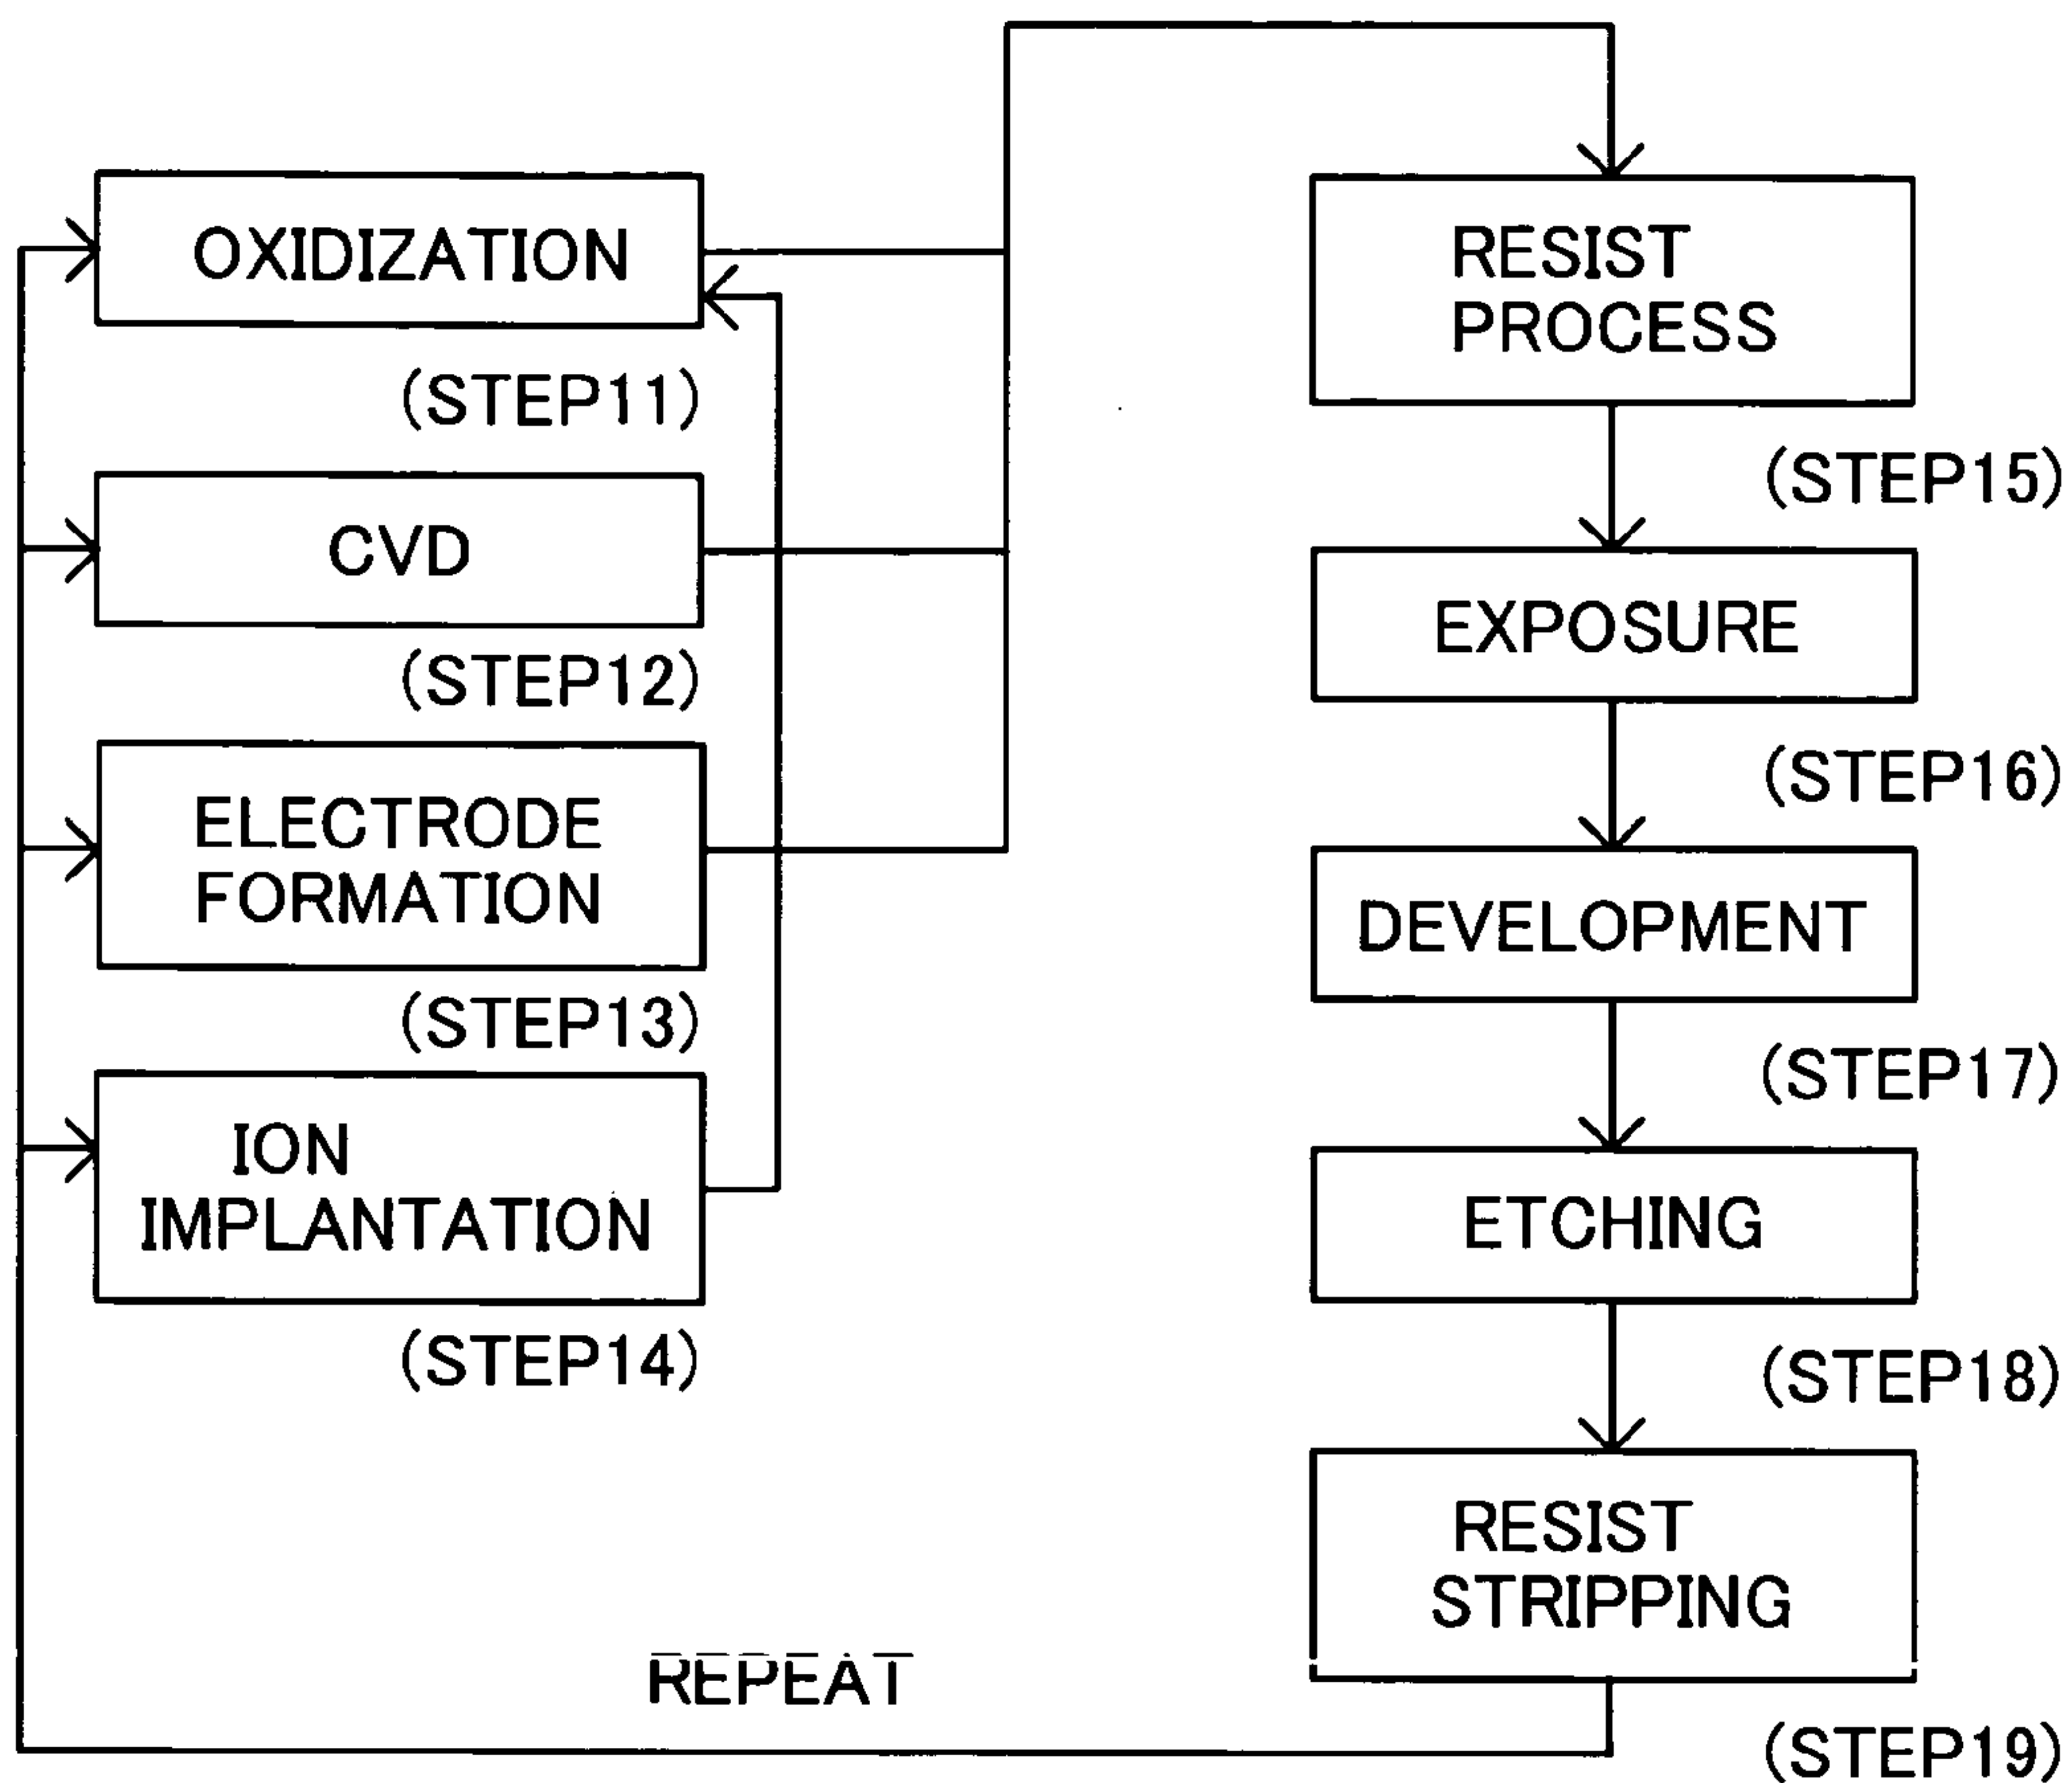 OXIDIZATION
(STEP11)
CVD
(STEP12)
ELECTRODE
FORMATION
(STEP13)
ION
IMPLANTATION
(STEP14)
RESIST
PROCESS
(STEP15)
EXPOSURE
(STEP16)
DEVELOPMENT
(STEP17)
ETCHING
(STEP18)
RESIST
STRIPPING
(STEP19)
REPEAT